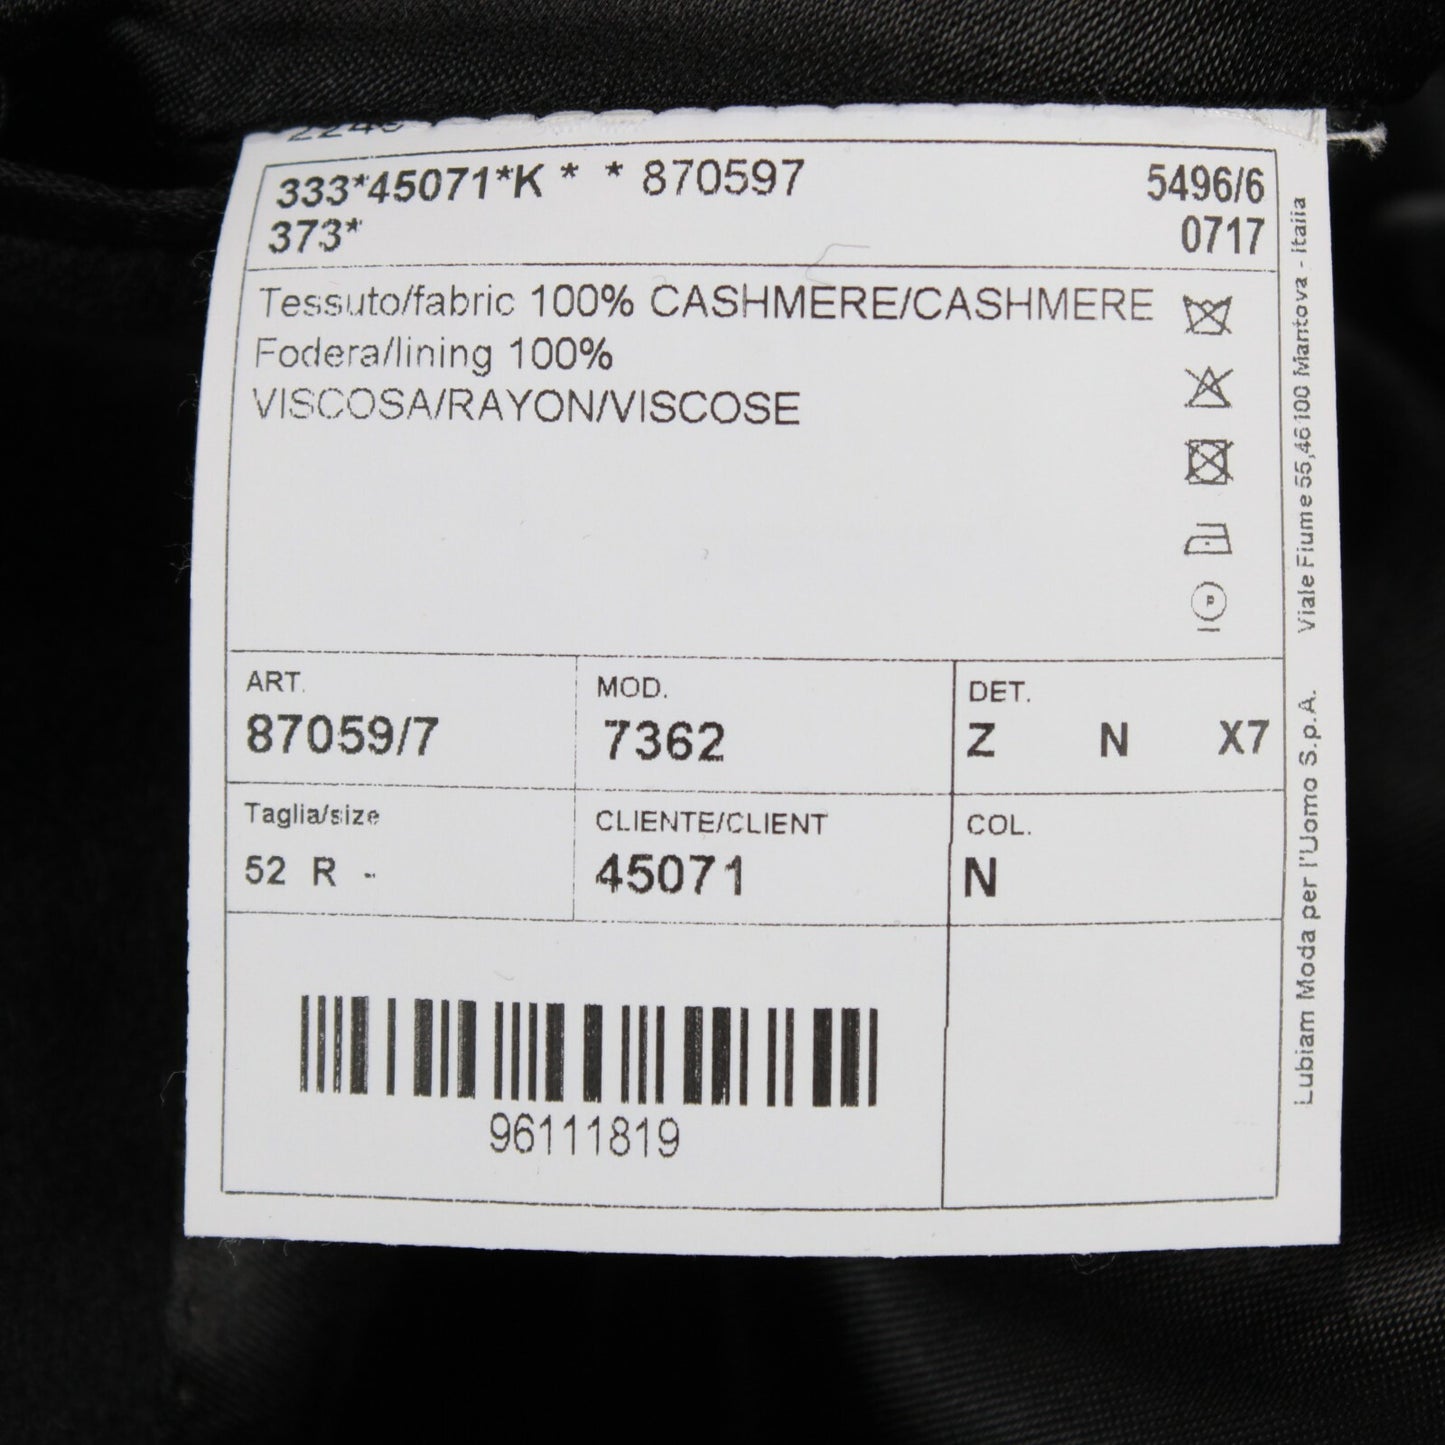 333*45071*K * * 870597 5496/6
373* 0717
Tessuto/fabric 100% CASHMERE/CASHMERE
Fodera/lining 100%
VISCOSA/RAYON/VISCOSE
P
ART. MOD. DET.
87059/7 7362 Z N X7
Taglia/size CLIENTE/CLIENT COL.
52 R - 45071 N
96111819
Lubiam Moda per l'Uomo S.p.A. Viale Fiume 55,46100 Mantova - Italia